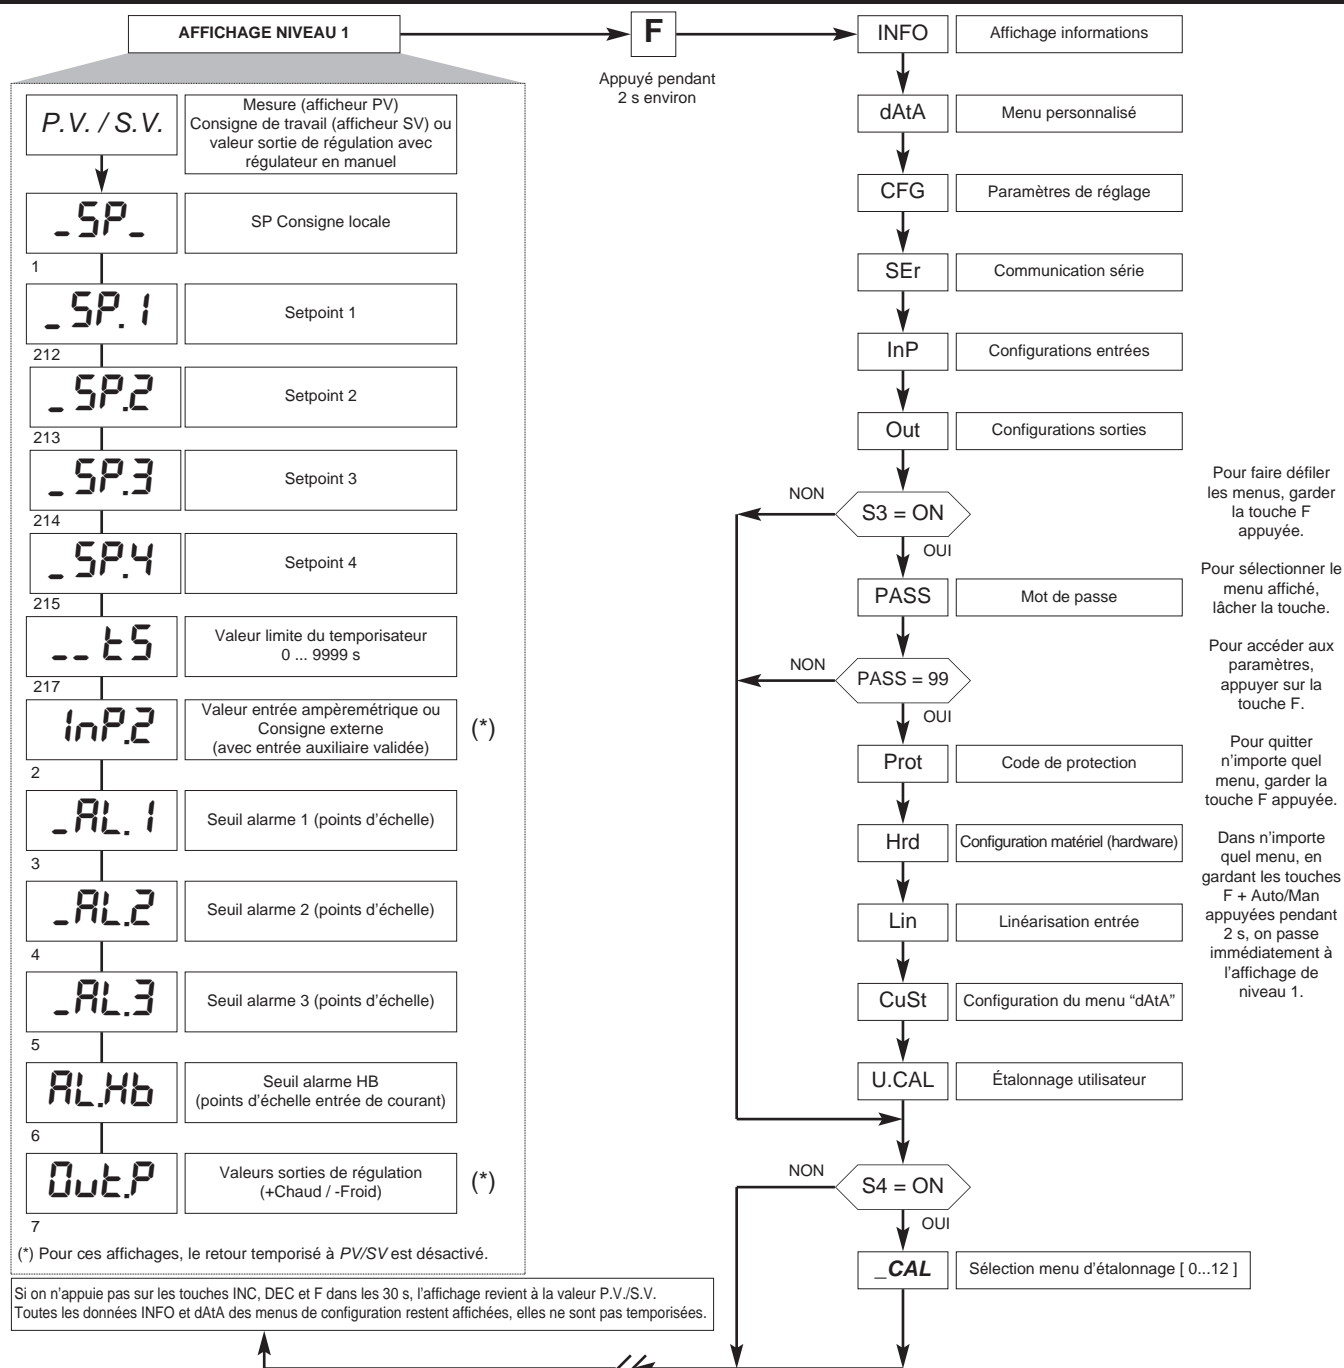 AFFICHAGE NIVEAU 1
F
Appuyé pendant
2 s environ
P.V. / S.V.
Mesure (afficheur PV)
Consigne de travail (afficheur SV) ou
valeur sortie de régulation avec
régulateur en manuel
_SP_
SP Consigne locale
1
_SP.1
Setpoint 1
212
_SP.2
Setpoint 2
213
_SP.3
Setpoint 3
214
_SP.4
Setpoint 4
215
__tS
Valeur limite du temporisateur
0 ... 9999 s
217
InP.2
Valeur entrée ampèremétrique ou
Consigne externe
(avec entrée auxiliaire validée)
(*)
2
_AL.1
Seuil alarme 1 (points d’échelle)
3
_AL.2
Seuil alarme 2 (points d’échelle)
4
_AL.3
Seuil alarme 3 (points d’échelle)
5
AL.Hb
Seuil alarme HB
(points d’échelle entrée de courant)
6
Out.P
Valeurs sorties de régulation
(+Chaud / -Froid)
(*)
7
(*) Pour ces affichages, le retour temporisé à PV/SV est désactivé.
Si on n’appuie pas sur les touches INC, DEC et F dans les 30 s, l’affichage revient à la valeur P.V./S.V.
Toutes les données INFO et dAtA des menus de configuration restent affichées, elles ne sont pas temporisées.
INFO
Affichage informations
dAtA
Menu personnalisé
CFG
Paramètres de réglage
SEr
Communication série
InP
Configurations entrées
Out
Configurations sorties
NON
S3 = ON
OUI
PASS
Mot de passe
NON
PASS = 99
OUI
Prot
Code de protection
Hrd
Configuration matériel (hardware)
Lin
Linéarisation entrée
CuSt
Configuration du menu “dAtA”
U.CAL
Étalonnage utilisateur
NON
S4 = ON
OUI
_CAL
Sélection menu d’étalonnage [ 0...12 ]
Pour faire défiler
les menus, garder
la touche F
appuyée.
Pour sélectionner le
menu affiché,
lâcher la touche.
Pour accéder aux
paramètres,
appuyer sur la
touche F.
Pour quitter
n’importe quel
menu, garder la
touche F appuyée.
Dans n’importe
quel menu, en
gardant les touches
F + Auto/Man
appuyées pendant
2 s, on passe
immédiatement à
l’affichage de
niveau 1.